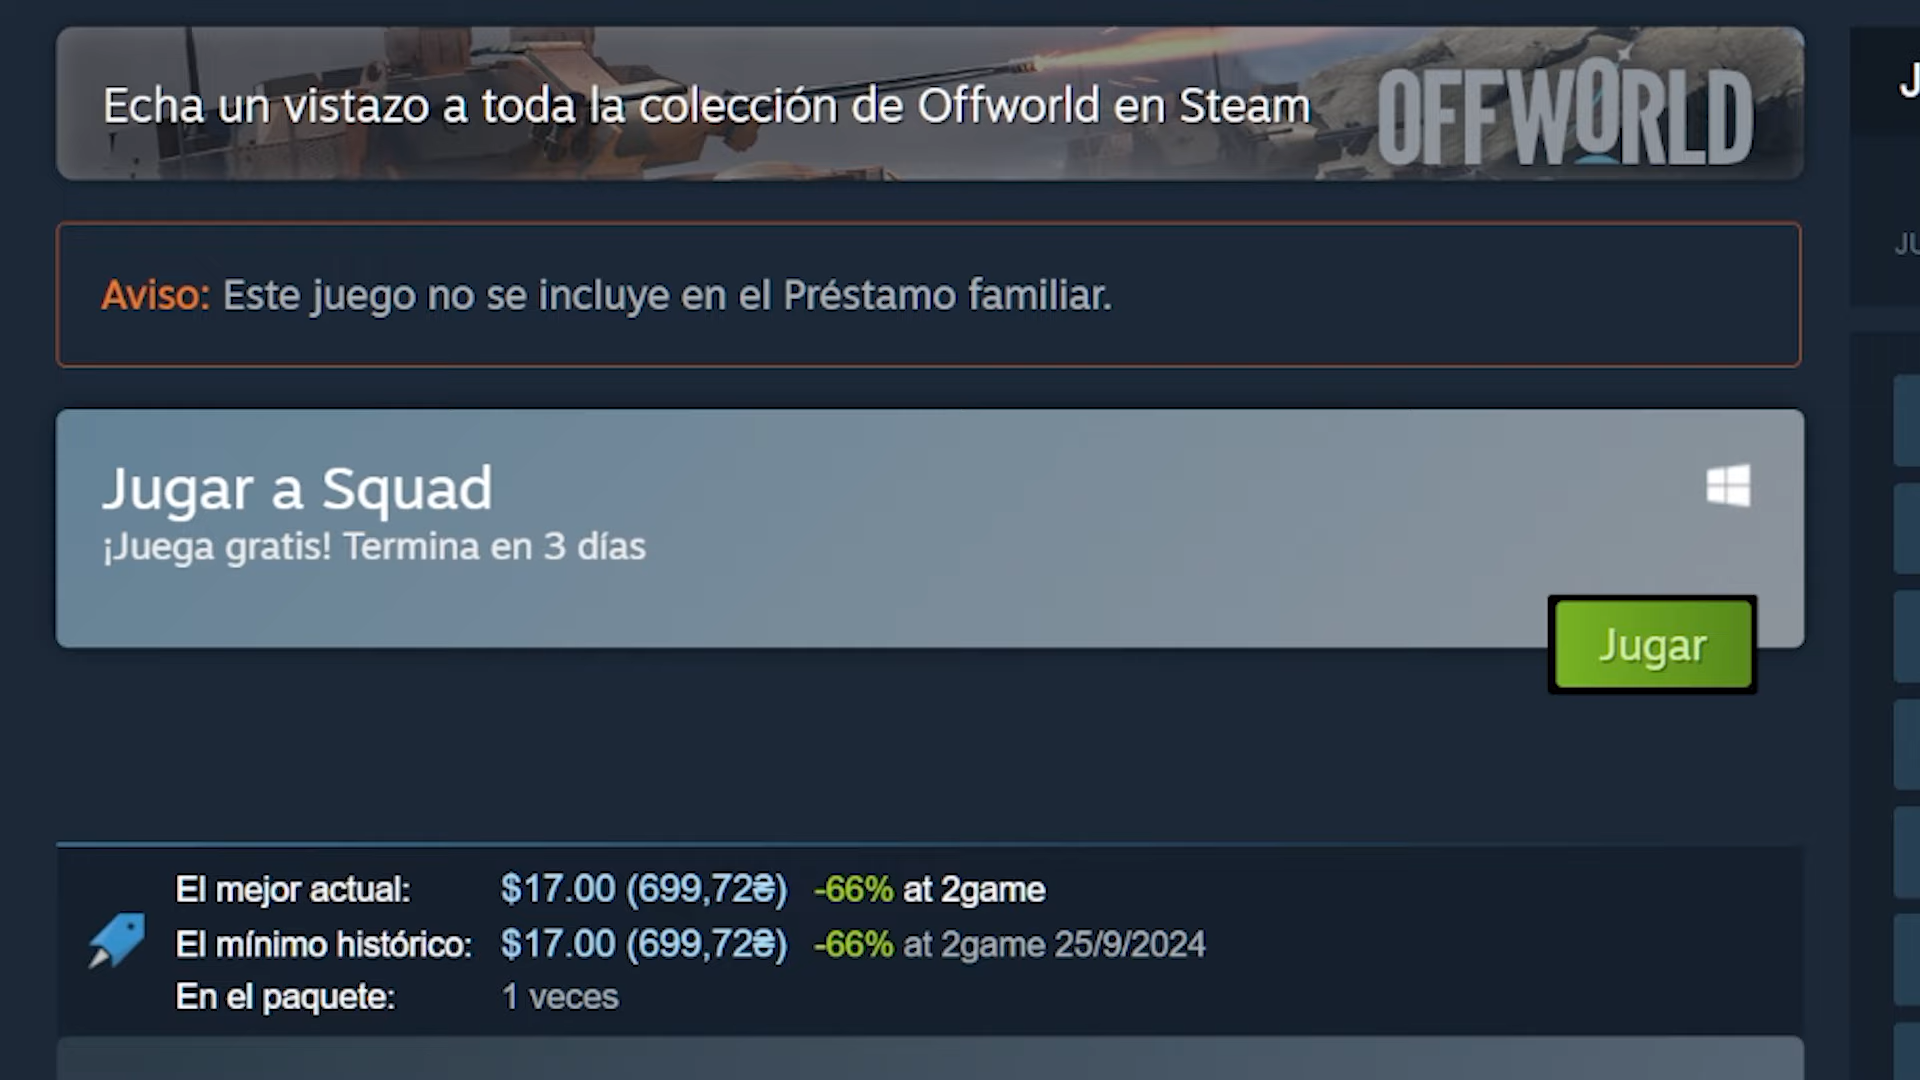 Echa un vistazo a toda la colección de Offworld en Steam
OFFWORLD
Aviso: Este juego no se incluye en el Préstamo familiar.
Jugar a Squad
¡Juega gratis! Termina en 3 días
Jugar
El mejor actual: $17.00 (699,72₴) -66% at 2game
El mínimo histórico: $17.00 (699,72₴) -66% at 2game 25/9/2024
En el paquete: 1 veces